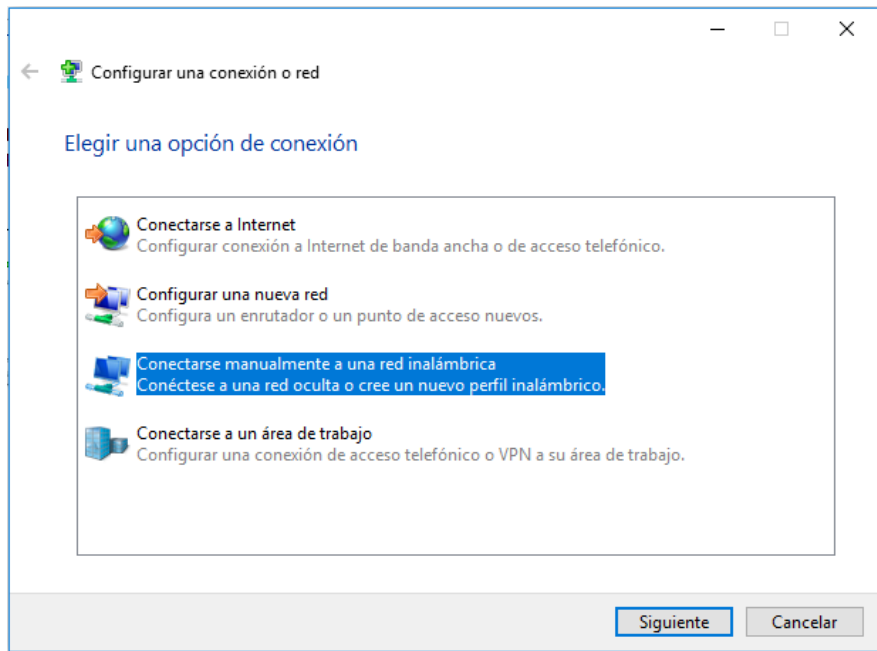 Configurar una conexión o red
Elegir una opción de conexión
Conectarse a Internet
Configurar conexión a Internet de banda ancha o de acceso telefónico.
Configurar una nueva red
Configura un enrutador o un punto de acceso nuevos.
Conectarse manualmente a una red inalámbrica
Conéctese a una red oculta o cree un nuevo perfil inalámbrico.
Conectarse a un área de trabajo
Configurar una conexión de acceso telefónico o VPN a su área de trabajo.
Siguiente
Cancelar